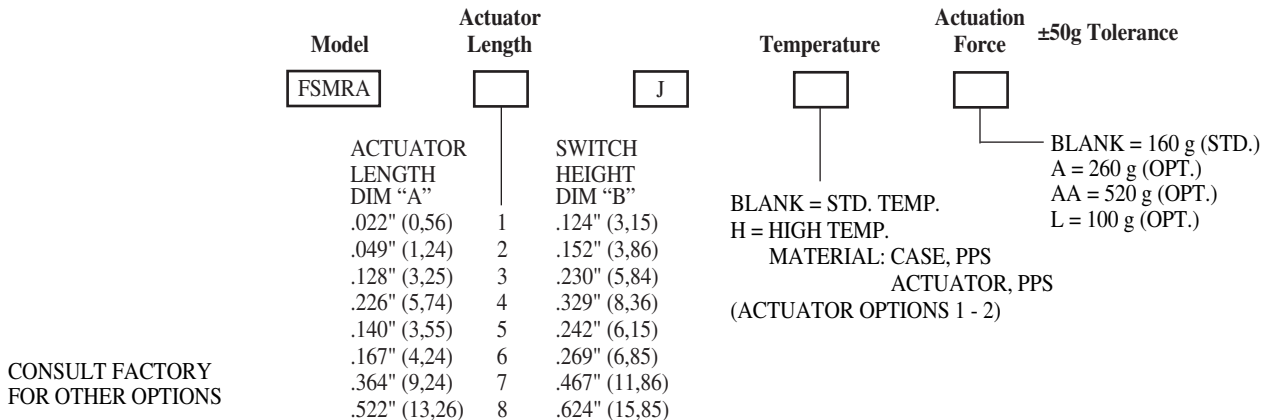 Model
Actuator
Length
Temperature
Actuation
Force
±50g Tolerance
FSMRA
J
ACTUATOR
LENGTH
DIM “A”
SWITCH
HEIGHT
DIM “B”
.022" (0,56) 1 .124" (3,15)
.049" (1,24) 2 .152" (3,86)
.128" (3,25) 3 .230" (5,84)
.226" (5,74) 4 .329" (8,36)
.140" (3,55) 5 .242" (6,15)
.167" (4,24) 6 .269" (6,85)
.364" (9,24) 7 .467" (11,86)
.522" (13,26) 8 .624" (15,85)
BLANK = STD. TEMP.
H = HIGH TEMP.
MATERIAL: CASE, PPS
ACTUATOR, PPS
(ACTUATOR OPTIONS 1 - 2)
BLANK = 160 g (STD.)
A = 260 g (OPT.)
AA = 520 g (OPT.)
L = 100 g (OPT.)
CONSULT FACTORY
FOR OTHER OPTIONS